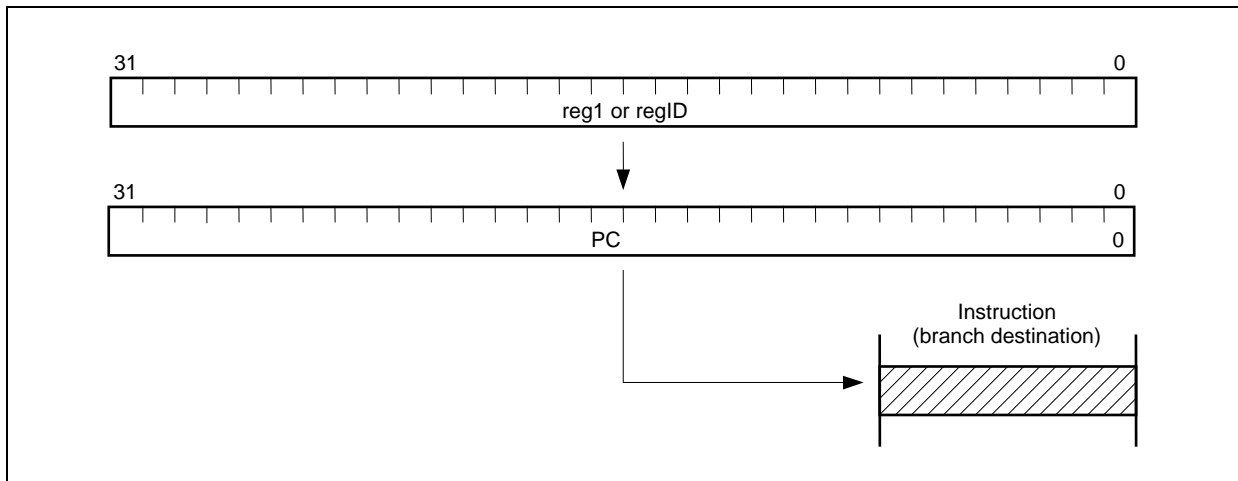 31 0
reg1 or regID
31 0
PC 0
Instruction
(branch destination)